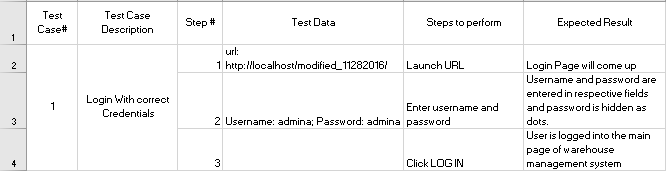 Test Case# Test Case Description Step # Test Data Steps to perform Expected Result
1
2 1 url: http://localhost/modified_11282016/ Launch URL Login Page will come up
1 Login With correct Credentials
3 2 Username: admina; Password: admina Enter username and password Username and password are entered in respective fields and password is hidden as dots.
4 3 Click LOG IN User is logged into the main page of warehouse management system